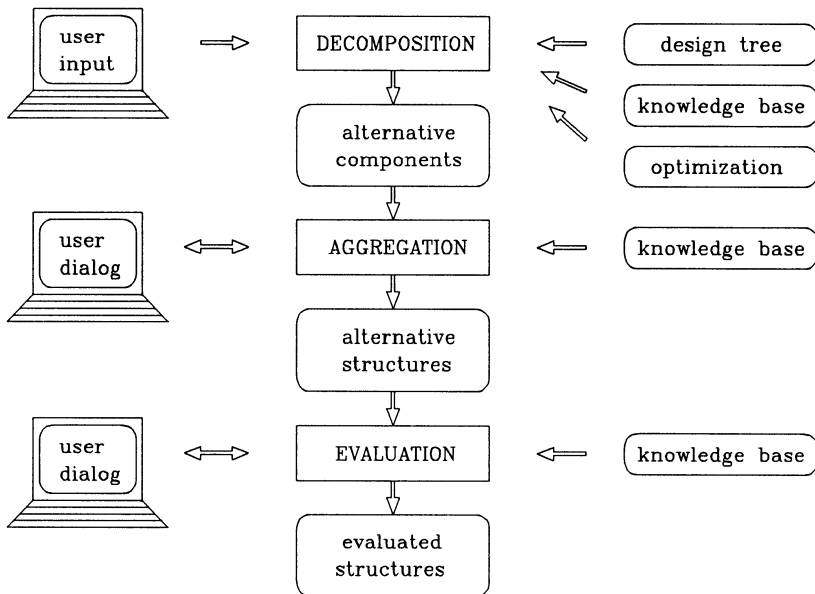 user
input
DECOMPOSITION
design tree
knowledge base
optimization
alternative
components
user
dialog
AGGREGATION
knowledge base
alternative
structures
user
dialog
EVALUATION
knowledge base
evaluated
structures